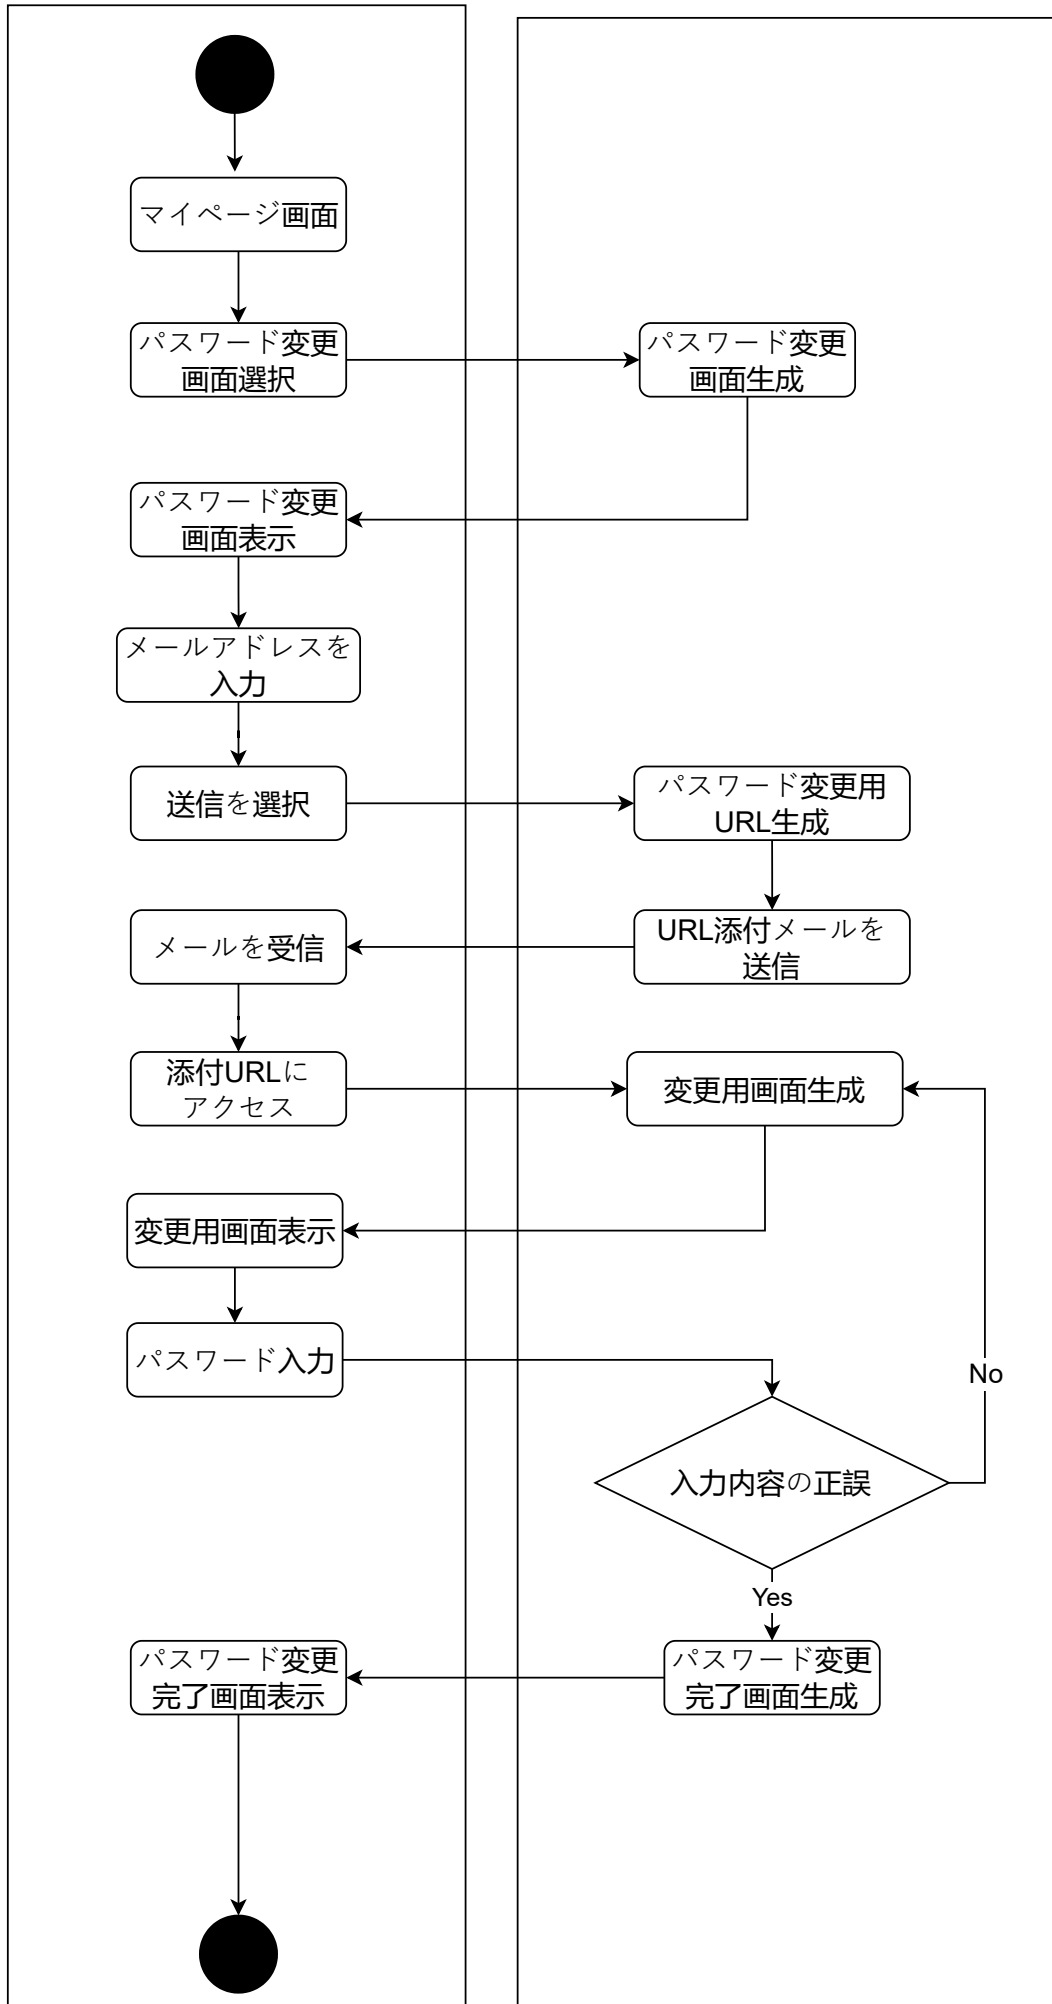 マイページ画面
パスワード変更
画面選択
パスワード変更
画面生成
パスワード変更
画面表示
メールアドレスを
入力
送信を選択
パスワード変更用
URL生成
URL添付メールを
送信
メールを受信
添付URLに
アクセス
変更用画面生成
変更用画面表示
パスワード入力
No
入力内容の正誤
Yes
パスワード変更
完了画面生成
パスワード変更
完了画面表示